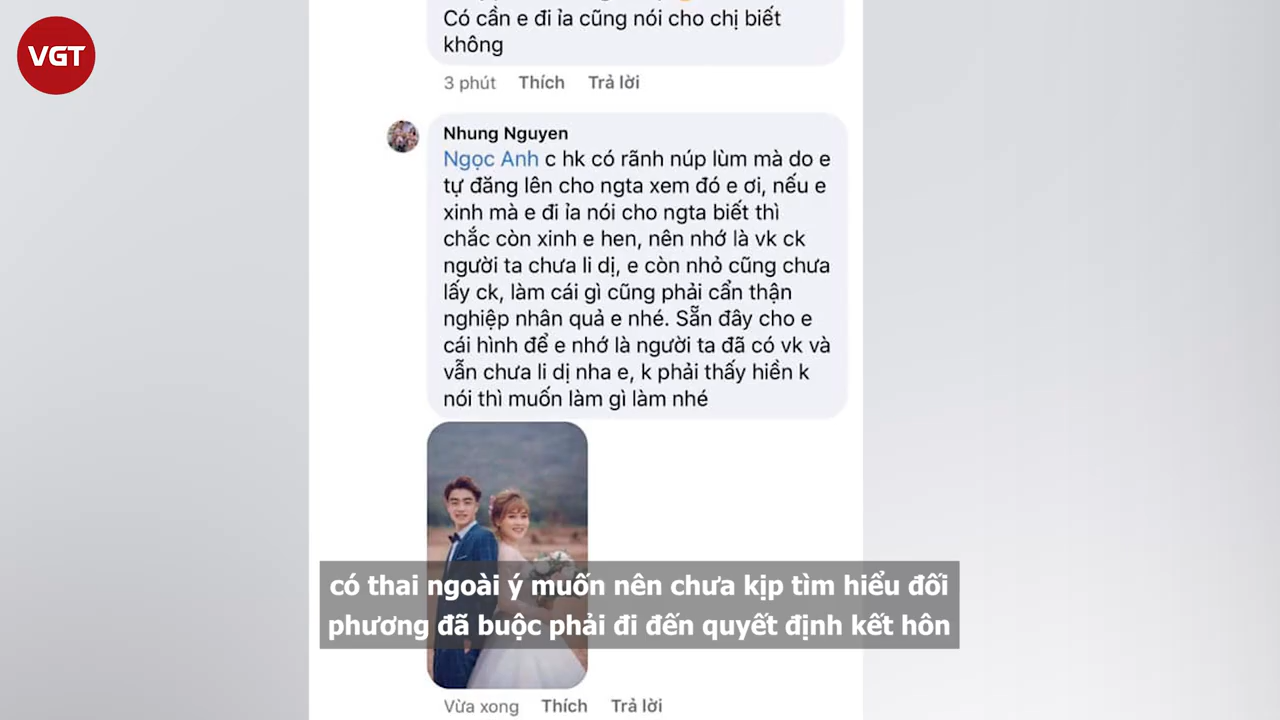 VGT
Có cần e đi ỉa cũng nói cho chị biết
không
3 phút Thích Trả lời
Nhung Nguyen
Ngọc Anh c hk có rãnh núp lùm mà do e
tự đăng lên cho ngta xem đó e ơi, nếu e
xinh mà e đi ỉa nói cho ngta biết thì
chắc còn xinh e hen, nên nhớ là vk ck
người ta chưa li dị, e còn nhỏ cũng chưa
lấy ck, làm cái gì cũng phải cẩn thận
nghiệp nhân quả e nhé. Sẵn đây cho e
cái hình để e nhớ là người ta đã có vk và
vẫn chưa li dị nha e, k phải thấy hiền k
nói thì muốn làm gì làm nhé
có thai ngoài ý muốn nên chưa kịp tìm hiểu đối
phương đã buộc phải đi đến quyết định kết hôn
Vừa xong Thích Trả lời